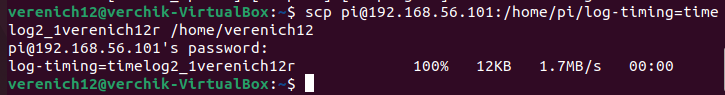 verenich12@verchik-VirtualBox:~$ scp pi@192.168.56.101:/home/pi/log-timing=time
log2_1verenich12r /home/verenich12
pi@192.168.56.101's password:
log-timing=timelog2_1verenich12r 100% 12KB 1.7MB/s 00:00
verenich12@verchik-VirtualBox:~$